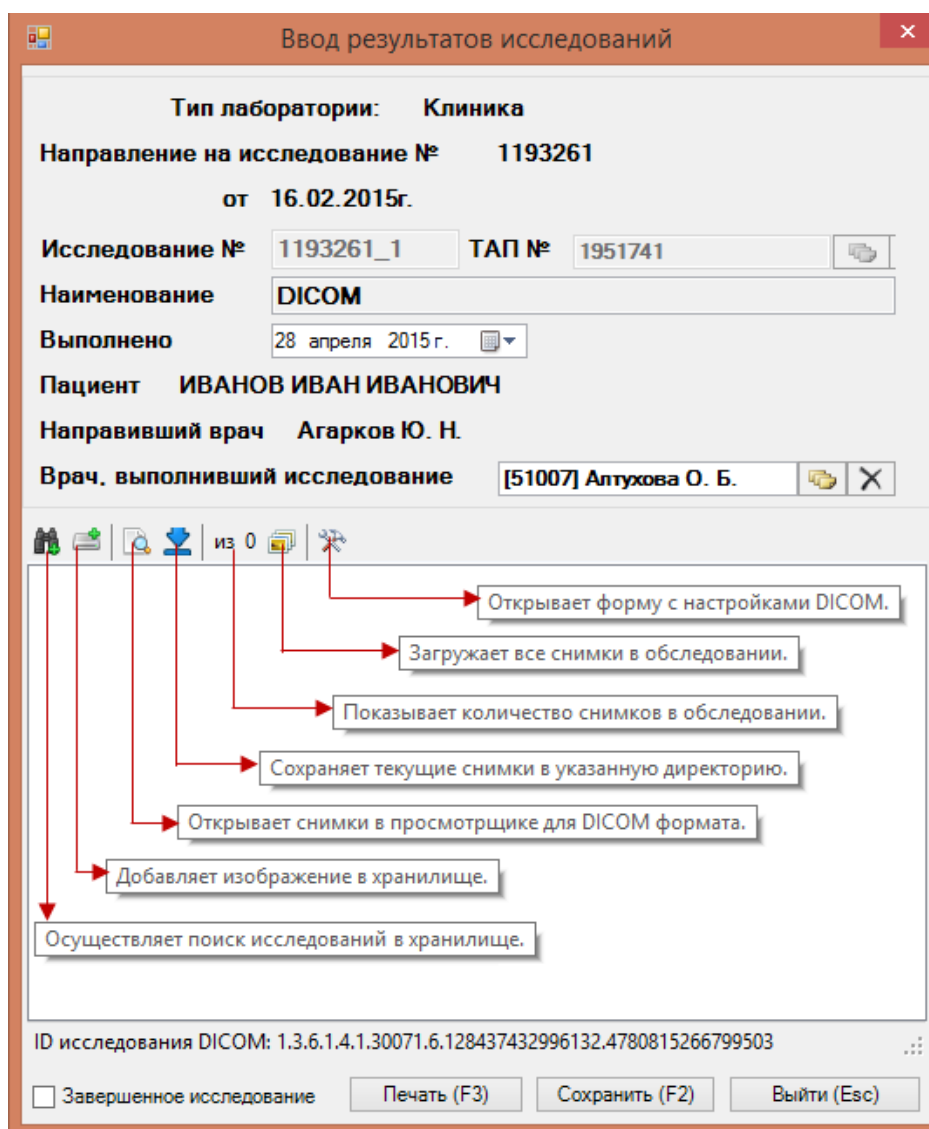 Ввод результатов исследований
Тип лаборатории: Клиника
Направление на исследование № 1193261
от 16.02.2015г.
Исследование № 1193261_1 ТАП № 1951741
Наименование DICOM
Выполнено 28 апреля 2015 г.
Пациент ИВАНОВ ИВАН ИВАНОВИЧ
Направивший врач Агарков Ю. Н.
Врач, выполнивший исследование [51007] Алтухова О. Б.
из 0
Открывает форму с настройками DICOM.
Загружает все снимки в обследовании.
Показывает количество снимков в обследовании.
Сохраняет текущие снимки в указанную директорию.
Открывает снимки в просмотрщике для DICOM формата.
Добавляет изображение в хранилище.
Осуществляет поиск исследований в хранилище.
ID исследования DICOM: 1.3.6.1.4.1.30071.6.128437432996132.4780815266799503
Завершенное исследование Печать (F3) Сохранить (F2) Выйти (Esc)